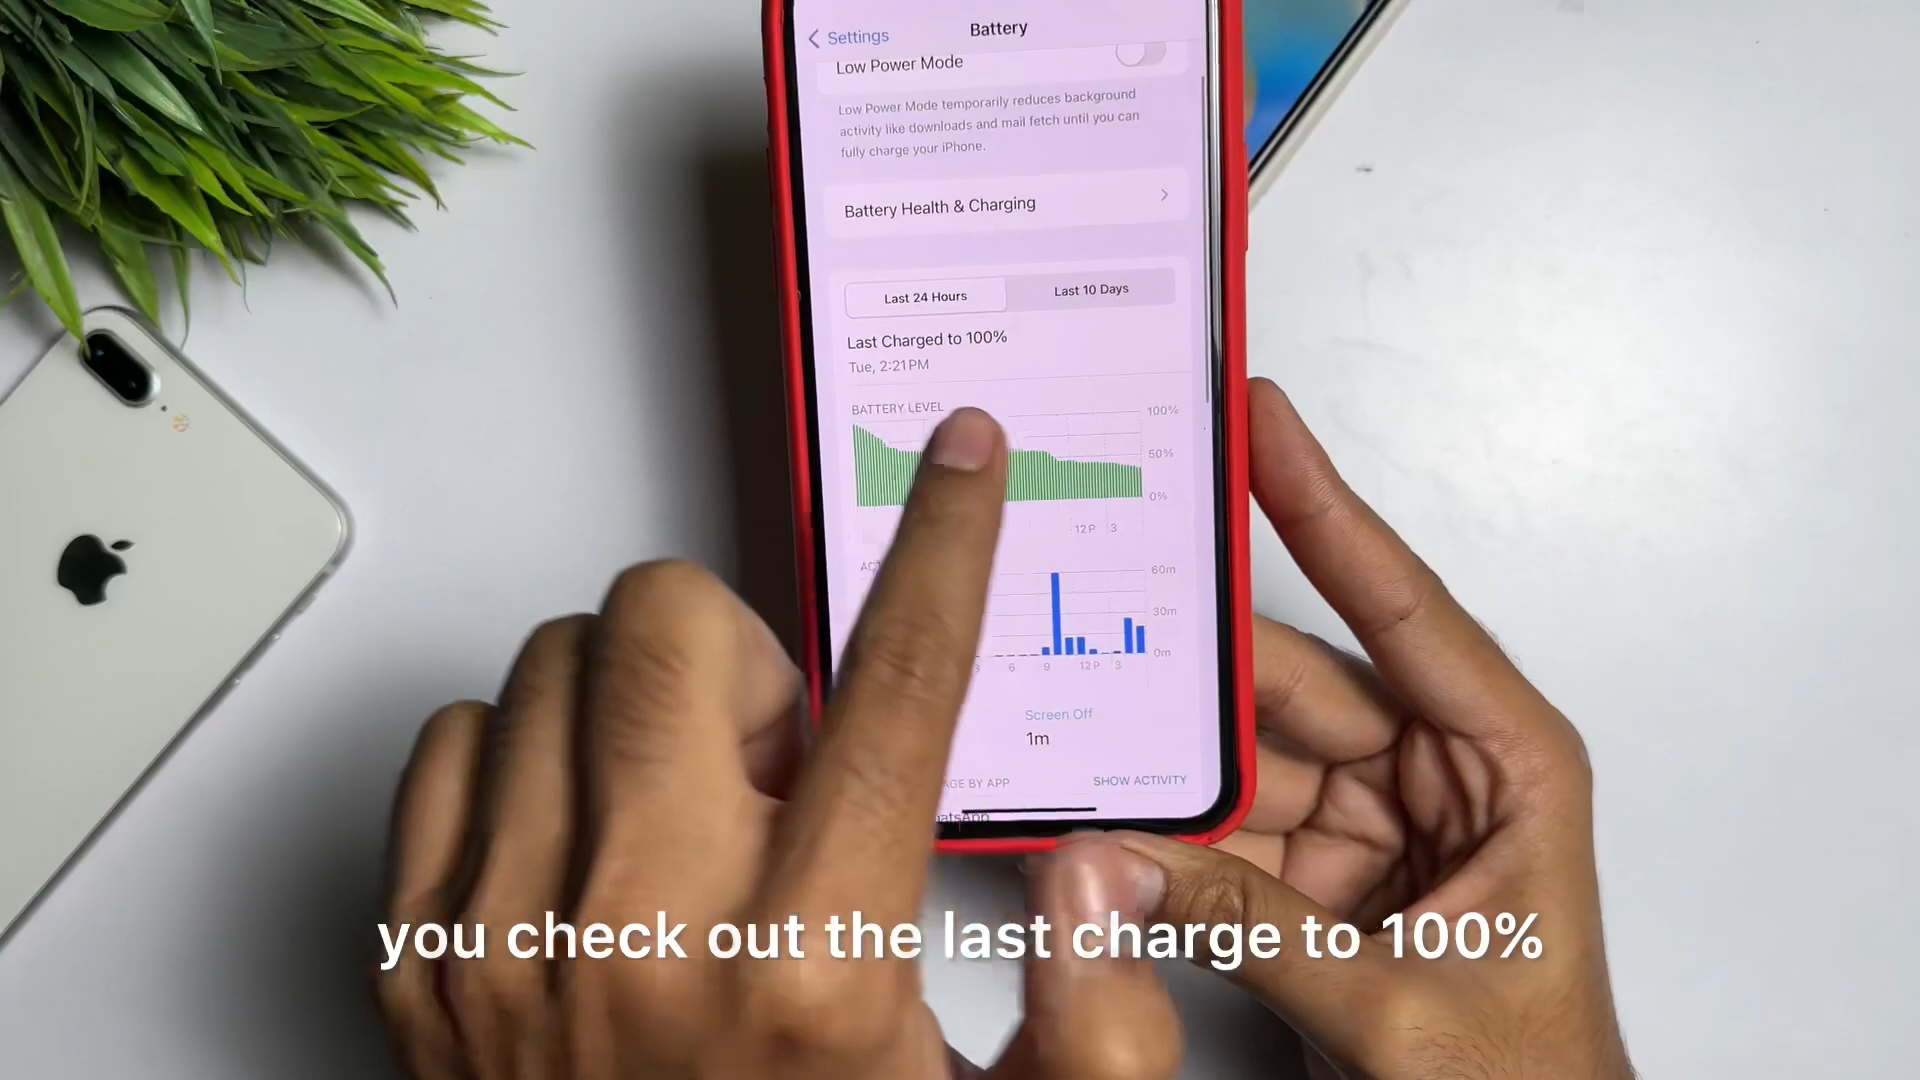 Settings
Battery
Low Power Mode
Low Power Mode temporarily reduces background
activity like downloads and mail fetch until you can
fully charge your iPhone.
Battery Health & Charging
Last 24 Hours
Last 10 Days
Last Charged to 100%
Tue, 2:21 PM
BATTERY LEVEL
100%
50%
0%
12 P 3
60m
30m
0m
6 9 12 P 3
Screen Off
1m
BY APP
SHOW ACTIVITY
you check out the last charge to 100%